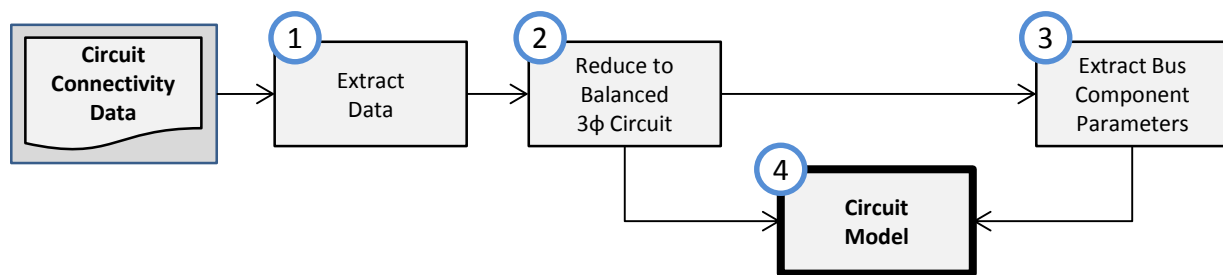 Circuit
Connectivity
Data
1
Extract
Data
2
Reduce to
Balanced
3ϕ Circuit
3
Extract Bus
Component
Parameters
4
Circuit
Model